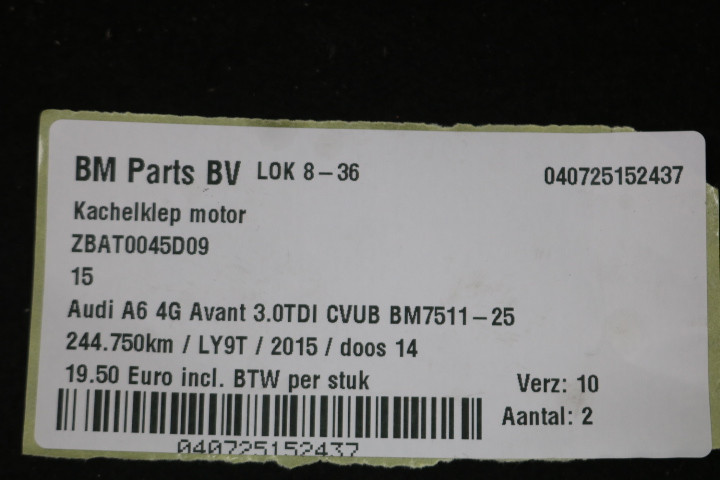 BM Parts BV LOK 8-36 040725152437
Kachelklep motor
ZBAT0045D09
15
Audi A6 4G Avant 3.0TDI CVUB BM7511-25
244.750km / LY9T / 2015 / doos 14
19.50 Euro incl. BTW per stuk Verz: 10
Aantal: 2
040725152437